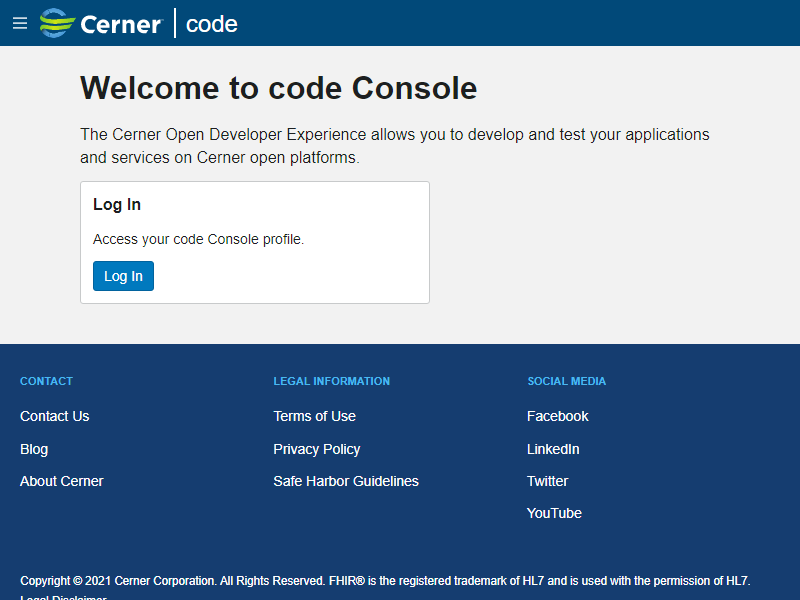 Cerner code
Welcome to code Console
The Cerner Open Developer Experience allows you to develop and test your applications
and services on Cerner open platforms.
Log In
Access your code Console profile.
Log In
CONTACT
Contact Us
Blog
About Cerner
LEGAL INFORMATION
Terms of Use
Privacy Policy
Safe Harbor Guidelines
SOCIAL MEDIA
Facebook
LinkedIn
Twitter
YouTube
Copyright © 2021 Cerner Corporation. All Rights Reserved. FHIR® is the registered trademark of HL7 and is used with the permission of HL7.
Legal Disclaimer